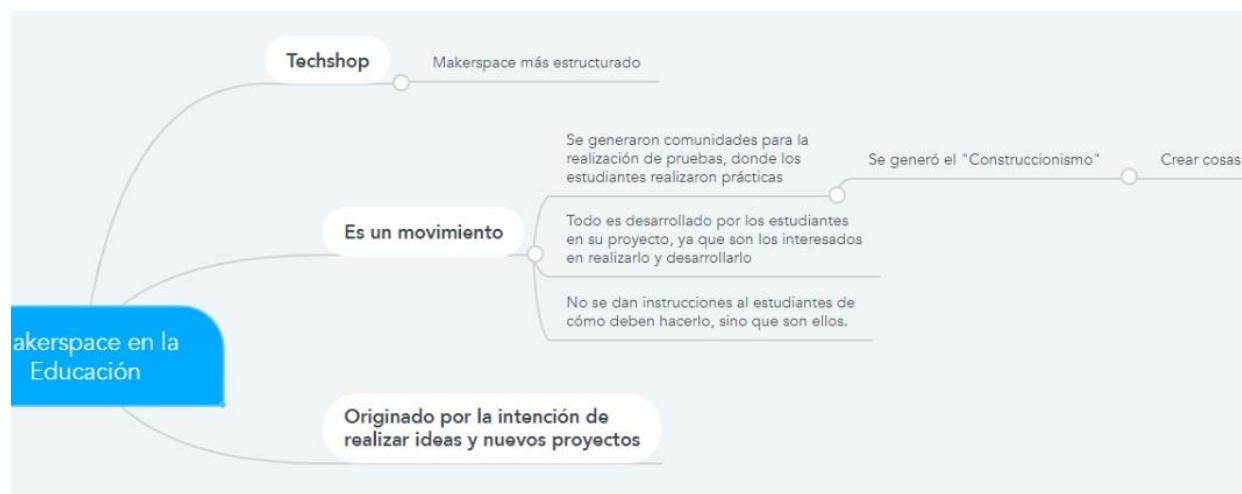 Techshop
Makerspace más estructurado
Se generaron comunidades para la
realización de pruebas, donde los
estudiantes realizaron prácticas
Se generó el "Construccionismo"
Crear cosas
Es un movimiento
Todo es desarrollado por los estudiantes
en su proyecto, ya que son los interesados
en realizarlo y desarrollarlo
No se dan instrucciones al estudiantes de
cómo deben hacerlo, sino que son ellos.
akerspace en la
Educación
Originado por la intención de
realizar ideas y nuevos proyectos